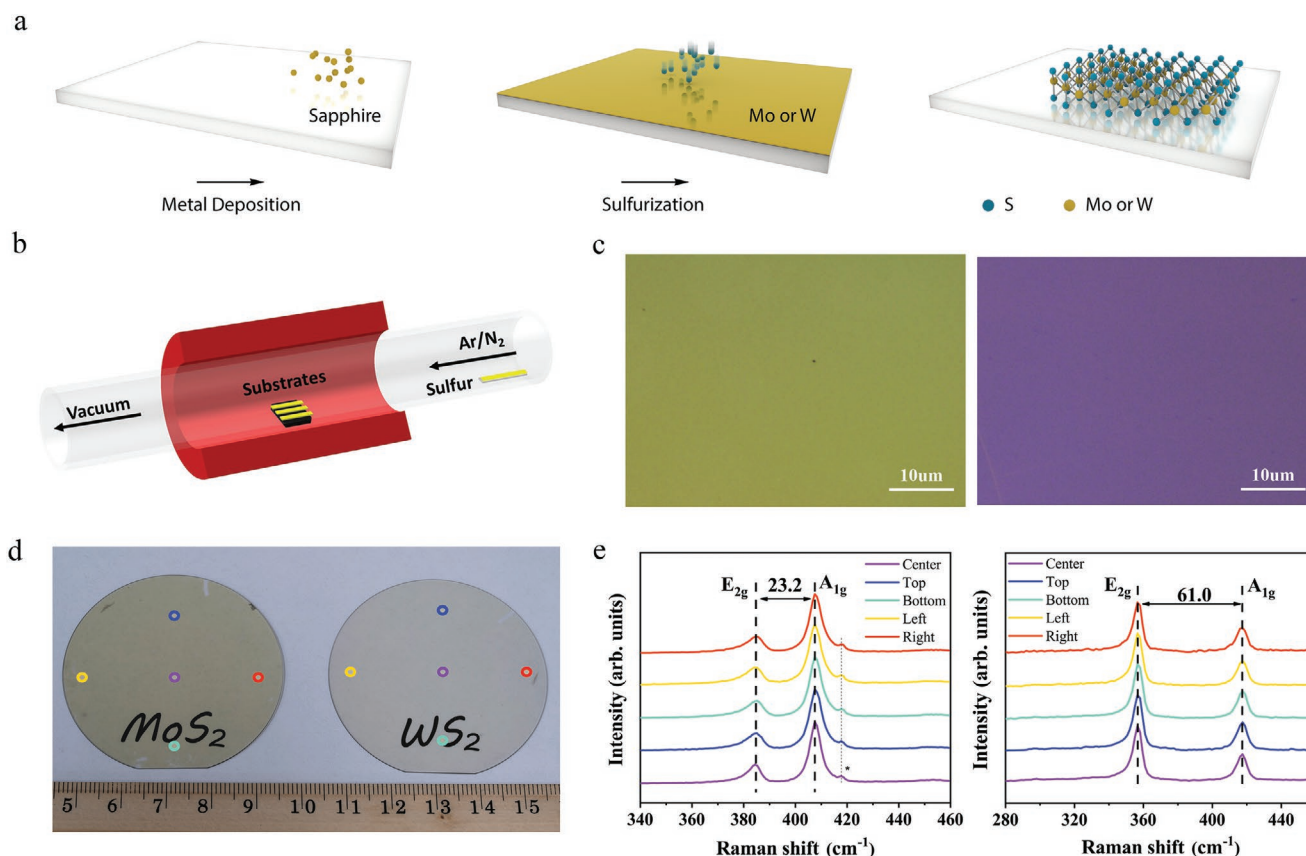 a
Sapphire
Metal Deposition
Mo or W
Sulfurization
S
Mo or W
b
Vacuum
Substrates
Ar/N₂
Sulfur
c
10um
10um
d
MoS₂
WS₂
5 6 7 8 9 10 11 12 13 14 15
e
Intensity (arb. units)
E₂g
23.2
A₁g
Center
Top
Bottom
Left
Right
*
340 360 380 400 420 440 460
Raman shift (cm⁻¹)
Intensity (arb. units)
E₂g
61.0
A₁g
Center
Top
Bottom
Left
Right
280 320 360 400 440
Raman shift (cm⁻¹)